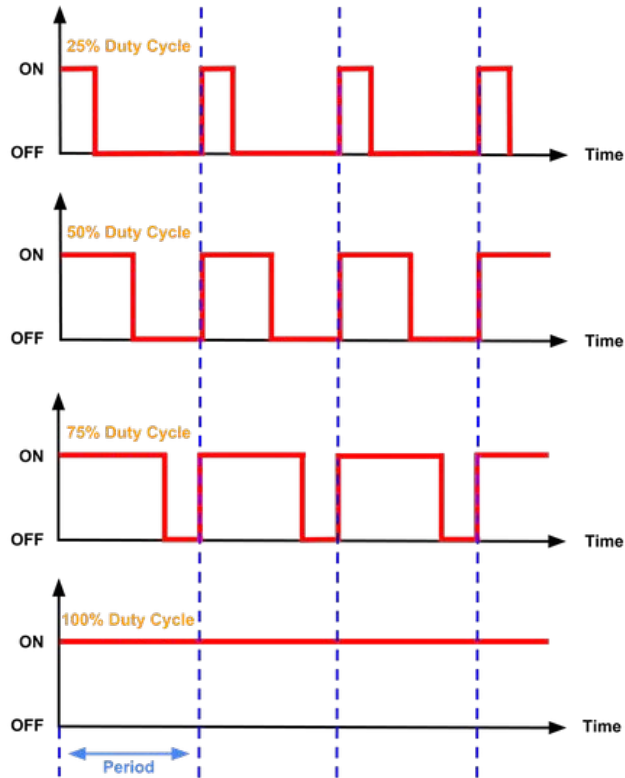 25% Duty Cycle
ON
OFF
Time
50% Duty Cycle
ON
OFF
Time
75% Duty Cycle
ON
OFF
Time
100% Duty Cycle
ON
OFF
Time
Period